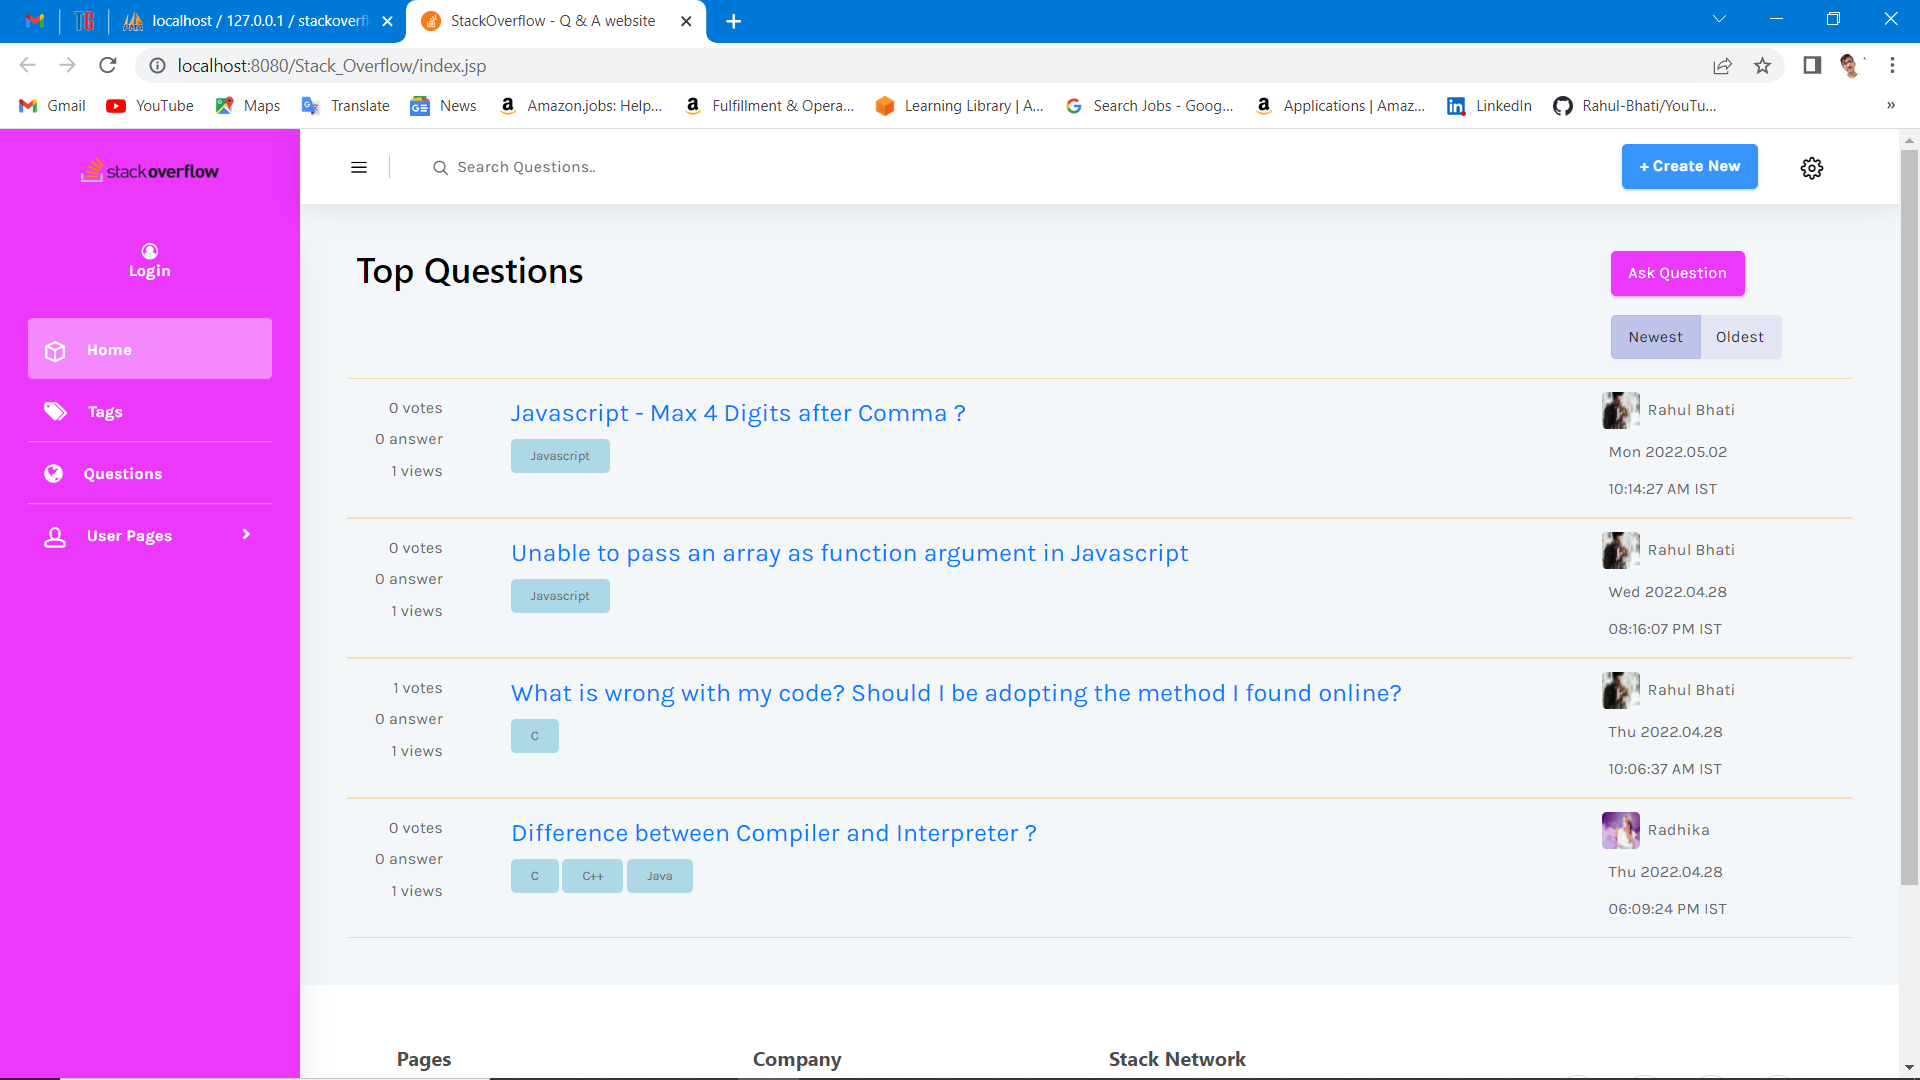 localhost / 127.0.0.1 / stackoverfl
StackOverflow - Q & A website
localhost:8080/Stack_Overflow/index.jsp
Gmail
YouTube
Maps
Translate
News
Amazon.jobs: Help...
Fulfillment & Opera...
Learning Library | A...
Search Jobs - Goog...
Applications | Amaz...
LinkedIn
Rahul-Bhati/YouTu...
»
stackoverflow
Search Questions..
+ Create New
Login
Home
Tags
Questions
User Pages
Top Questions
Ask Question
Newest
Oldest
0 votes
0 answer
1 views
Javascript - Max 4 Digits after Comma ?
Javascript
Rahul Bhati
Mon 2022.05.02
10:14:27 AM IST
0 votes
0 answer
1 views
Unable to pass an array as function argument in Javascript
Javascript
Rahul Bhati
Wed 2022.04.28
08:16:07 PM IST
1 votes
0 answer
1 views
What is wrong with my code? Should I be adopting the method I found online?
C
Rahul Bhati
Thu 2022.04.28
10:06:37 AM IST
0 votes
0 answer
1 views
Difference between Compiler and Interpreter ?
C
C++
Java
Radhika
Thu 2022.04.28
06:09:24 PM IST
Pages
Company
Stack Network